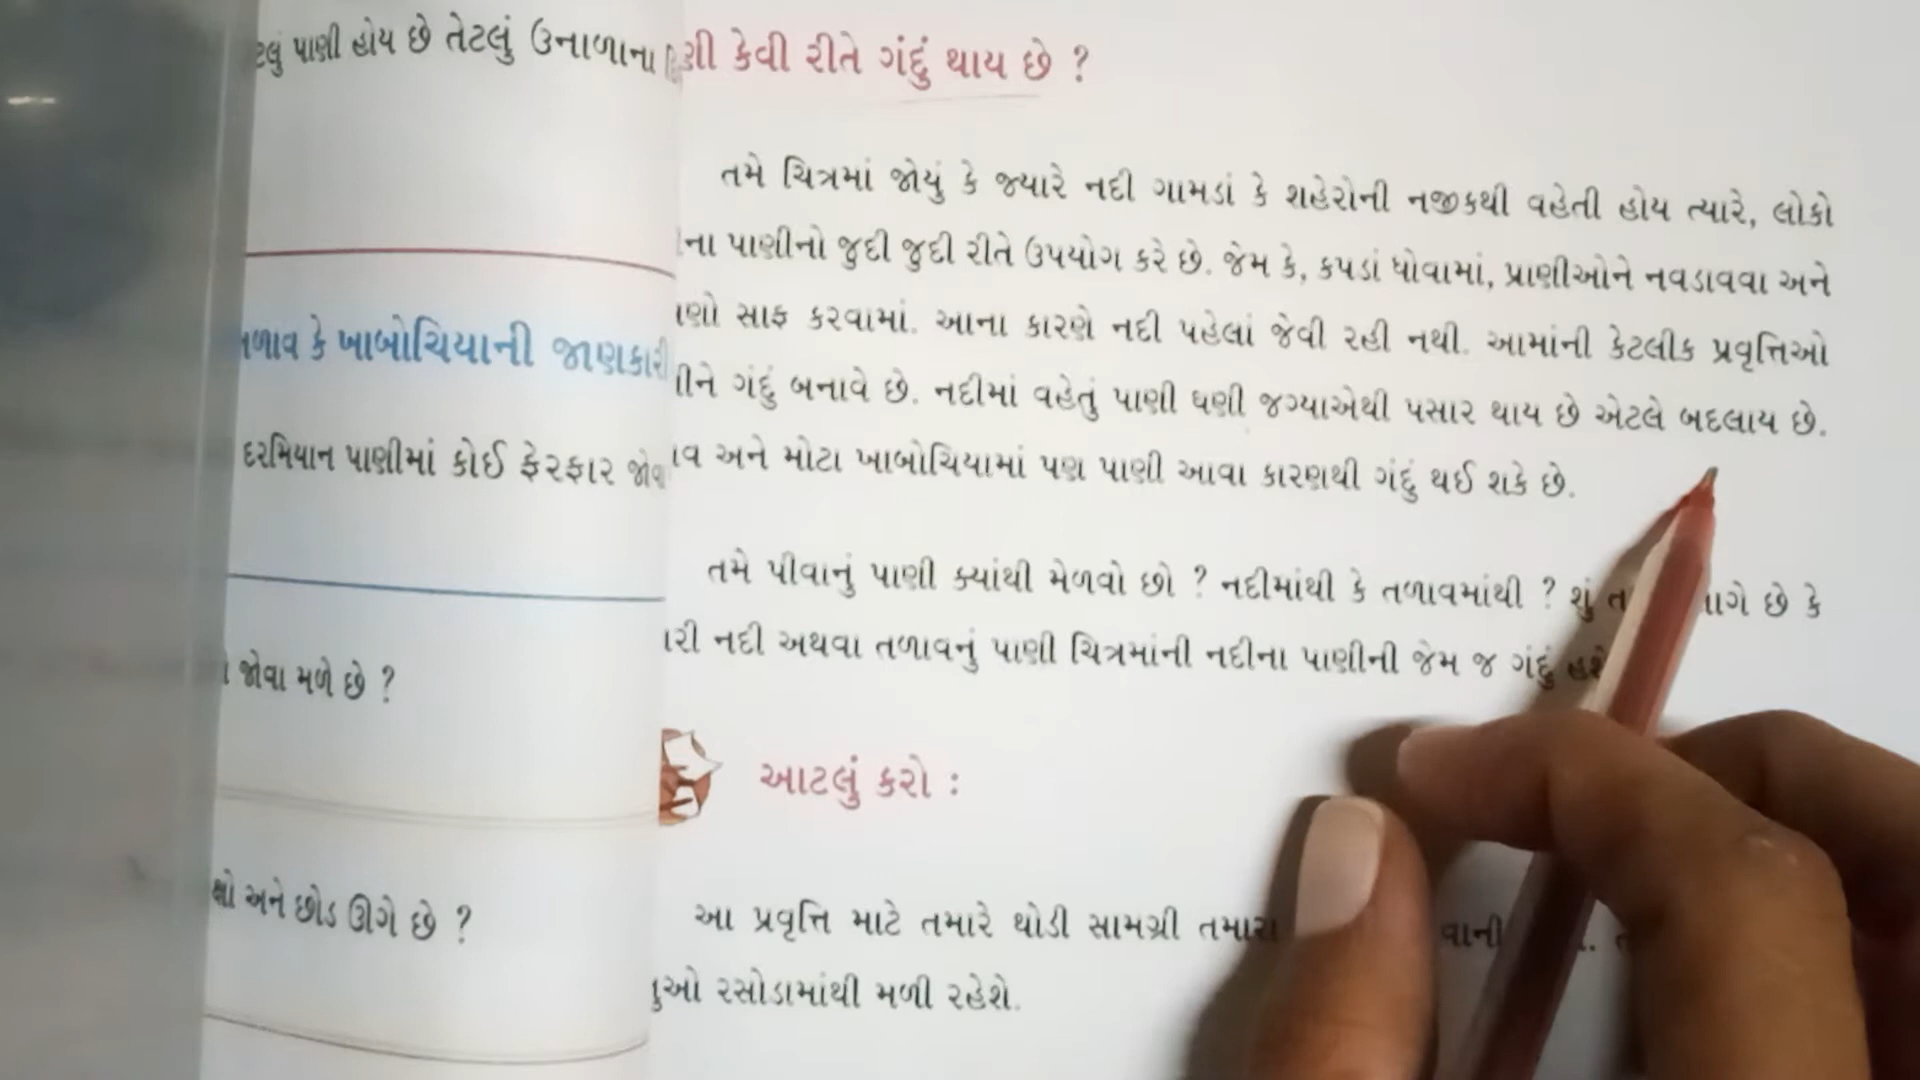 પાણી હોય છે તેટલું ઉનાળાના
તળાવ કે ખાબોચિયાની જાણકારી
દરમિયાન પાણીમાં કોઈ ફેરફાર
જોવા મળે છે ?
અને છોડ ઊગે છે ?
કેવી રીતે ગંદું થાય છે ?
તમે ચિત્રમાં જોયું કે જ્યારે નદી ગામડાં કે શહેરોની નજીકથી વહેતી હોય ત્યારે, લોકો
ના પાણીનો જુદી જુદી રીતે ઉપયોગ કરે છે. જેમ કે, કપડાં ધોવામાં, પ્રાણીઓને નવડાવવા અને
સાફ કરવામાં. આના કારણે નદી પહેલાં જેવી રહી નથી. આમાંની કેટલીક પ્રવૃત્તિઓ
ગંદું બનાવે છે. નદીમાં વહેતું પાણી ઘણી જગ્યાએથી પસાર થાય છે એટલે બદલાય છે.
અને મોટા ખાબોચિયામાં પણ પાણી આવા કારણથી ગંદું થઈ શકે છે.
તમે પીવાનું પાણી ક્યાંથી મેળવો છો ? નદીમાંથી કે તળાવમાંથી ? શું છે કે
નદી અથવા તળાવનું પાણી ચિત્રમાંની નદીના પાણીની જેમ જ ગંદું
આટલું કરો :
આ પ્રવૃત્તિ માટે તમારે થોડી સામગ્રી તમારા
રસોડામાંથી મળી રહેશે.